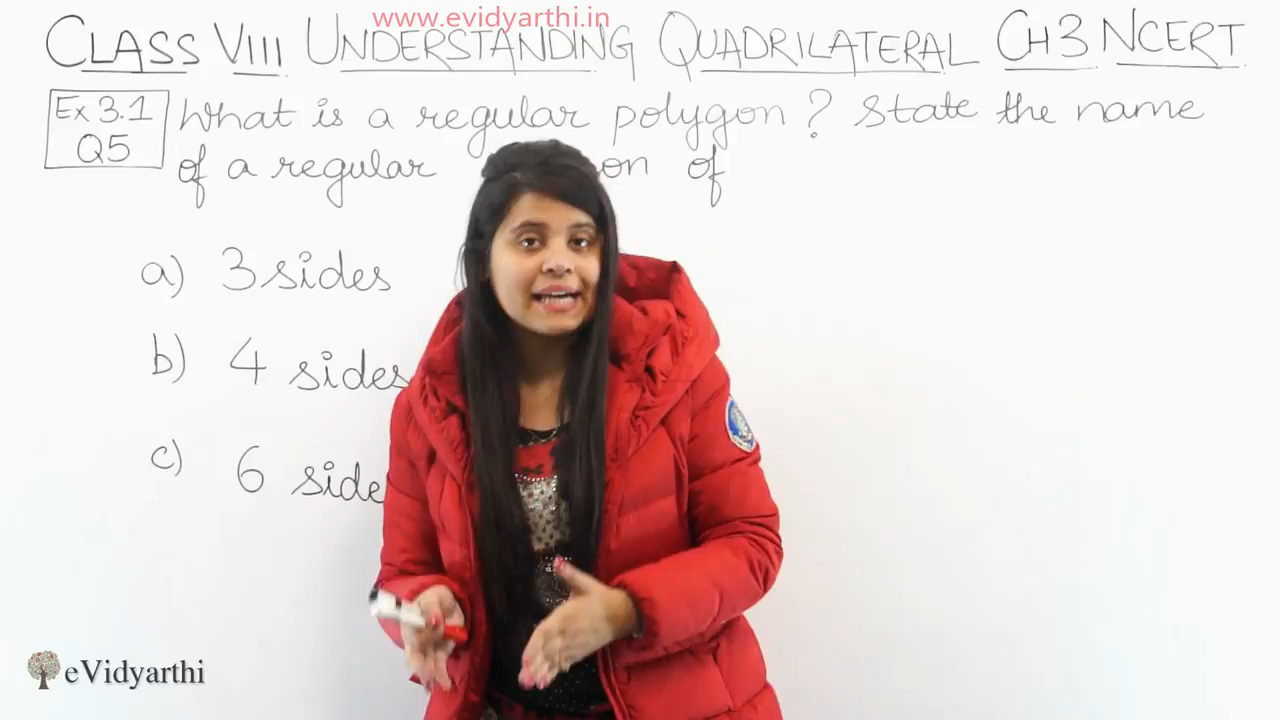 www.evidyarthi.in
CLASS VIII UNDERSTANDING QUADRILATERAL CH3 NCERT
Ex 3.1
Q5
What is a regular polygon? State the name
of a regular on of
a) 3 sides
b) 4 sides
c) 6 side
eVidyarthi